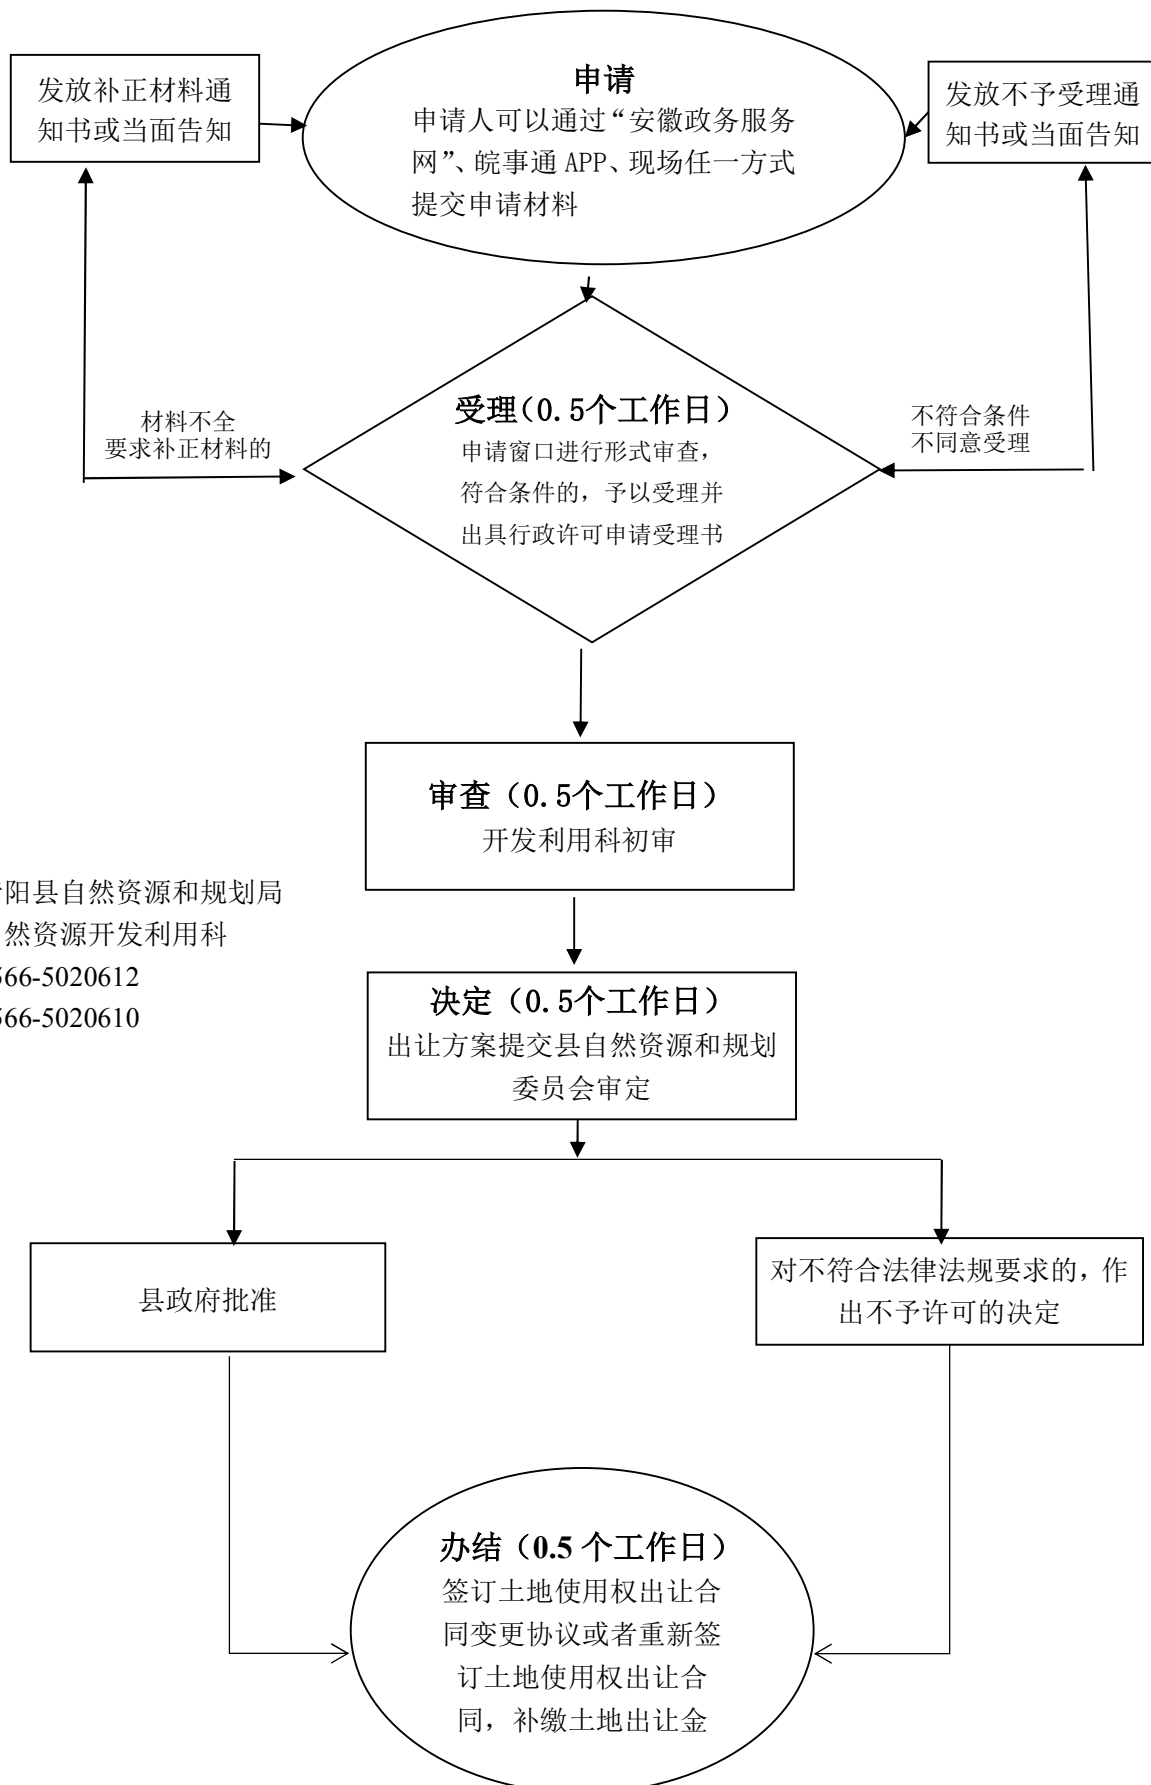 发放补正材料通
知书或当面告知
申请
申请人可以通过“安徽政务服务
网”、皖事通 APP、现场任一方式
提交申请材料
发放不予受理通
知书或当面告知
材料不全
要求补正材料的
受理（0.5个工作日）
申请窗口进行形式审查，
符合条件的，予以受理并
出具行政许可申请受理书
不符合条件
不同意受理
审查（0.5个工作日）
开发利用科初审
阳县自然资源和规划局
然资源开发利用科
566-5020612
566-5020610
决定（0.5个工作日）
出让方案提交县自然资源和规划
委员会审定
县政府批准
对不符合法律法规要求的，作
出不予许可的决定
办结（0.5 个工作日）
签订土地使用权出让合
同变更协议或者重新签
订土地使用权出让合
同，补缴土地出让金